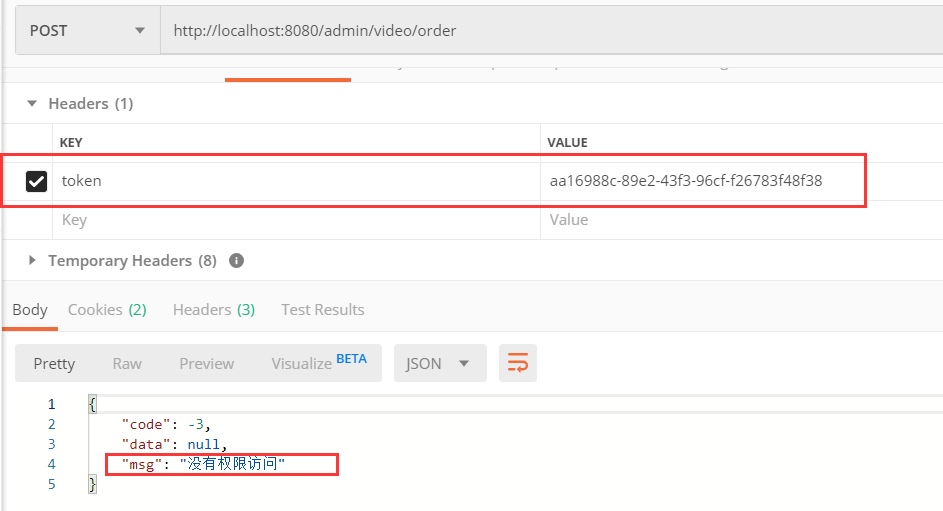 POST http://localhost:8080/admin/video/order
Headers (1)
KEY VALUE
token aa16988c-89e2-43f3-96cf-f26783f48f38
Key Value
Temporary Headers (8)
Body Cookies (2) Headers (3) Test Results
Pretty Raw Preview Visualize BETA JSON
1 {
2 "code": -3,
3 "data": null,
4 "msg": "没有权限访问"
5 }